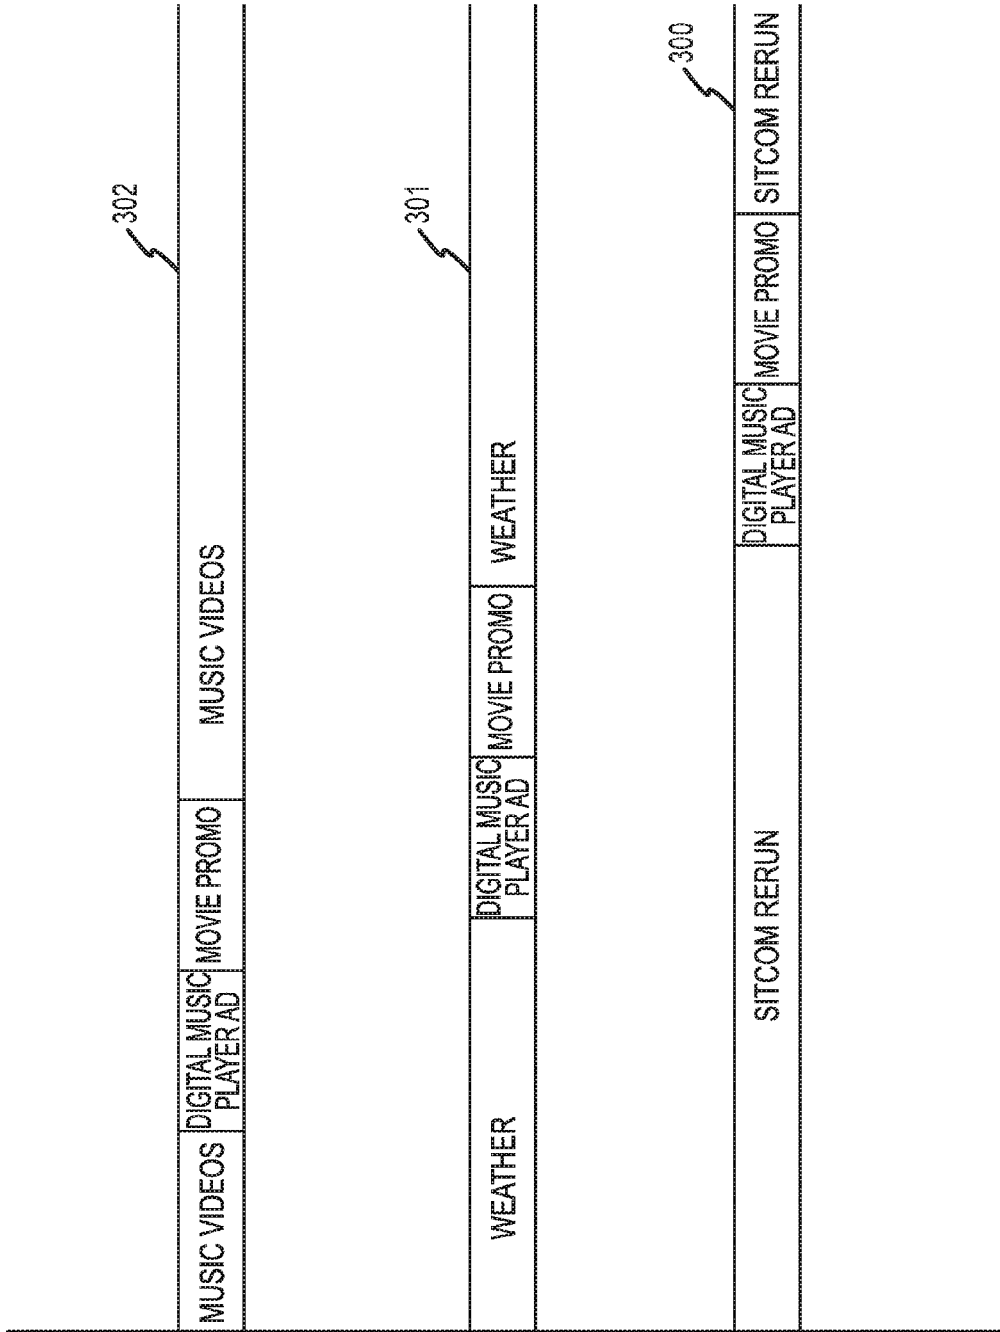 302
MUSIC VIDEOS
DIGITAL MUSIC
PLAYER AD
MOVIE PROMO
MUSIC VIDEOS
301
WEATHER
DIGITAL MUSIC
PLAYER AD
MOVIE PROMO
WEATHER
300
SITCOM RERUN
DIGITAL MUSIC
PLAYER AD
MOVIE PROMO
SITCOM RERUN